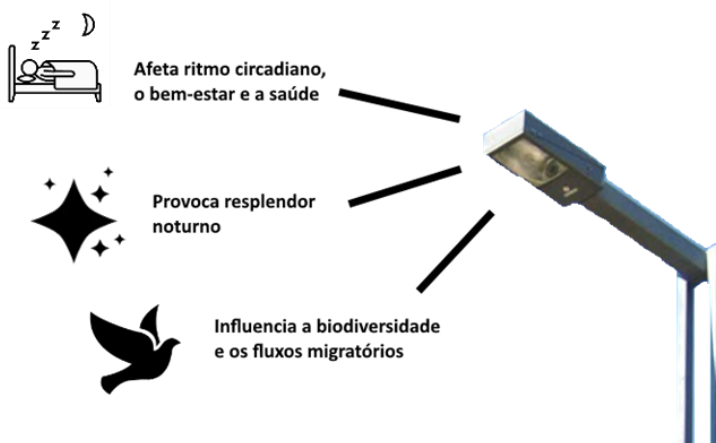 z z z
Afeta ritmo circadiano,
o bem-estar e a saúde
Provoca resplendor
noturno
Influencia a biodiversidade
e os fluxos migratórios